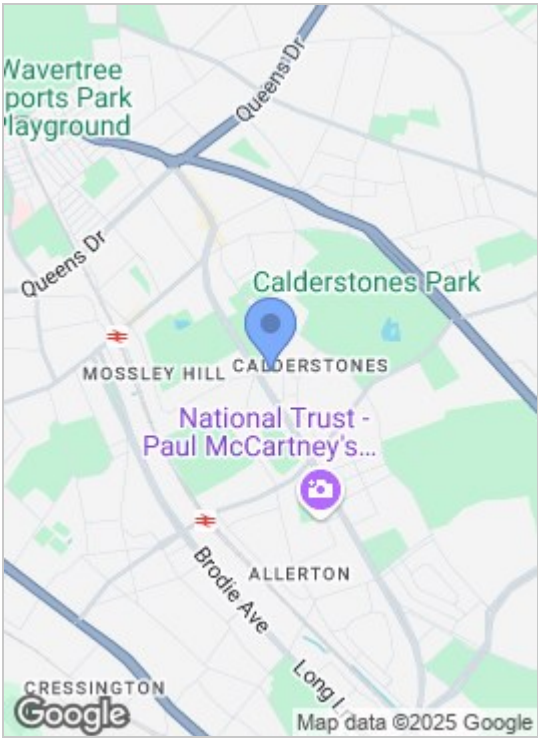 Wavertree
ports Park
Playground
Queens Dr
Queens Dr
Calderstones Park
MOSSLEY HILL
CALDERSTONES
National Trust -
Paul McCartney's...
ALLERTON
Brodie Ave
Long L
CRESSINGTON
Google
Map data ©2025 Google